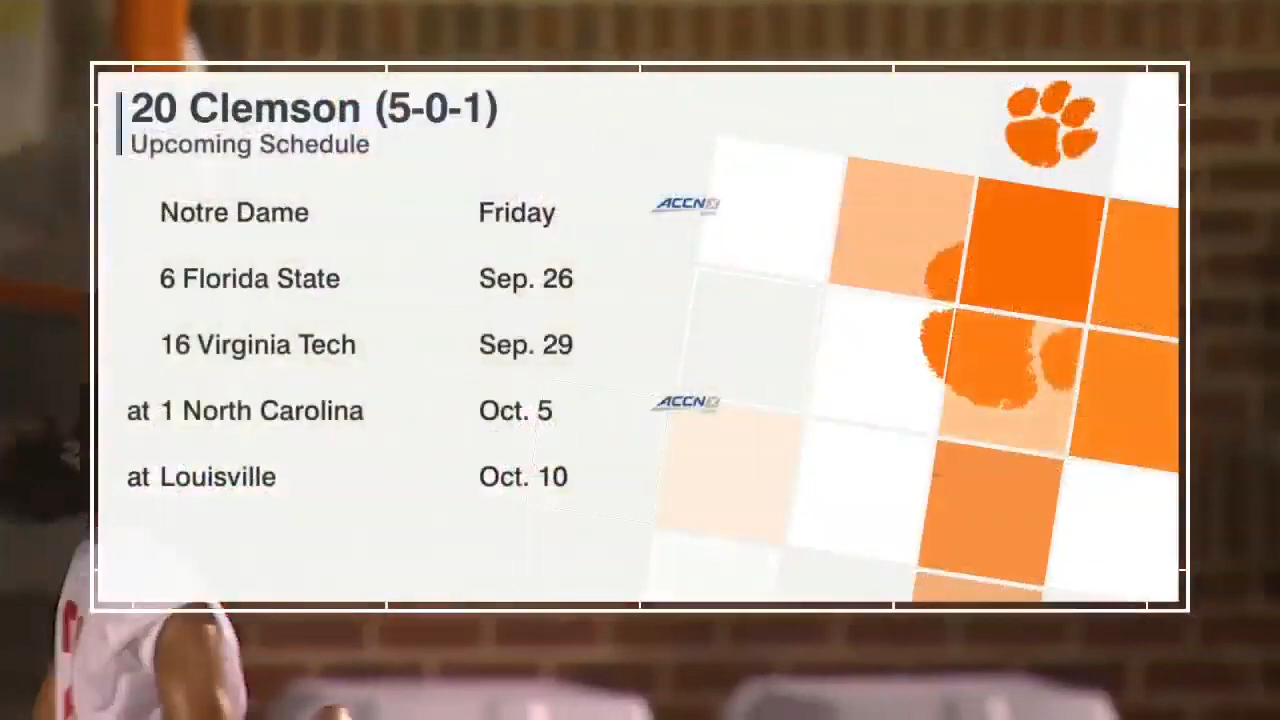 20 Clemson (5-0-1)
Upcoming Schedule
Notre Dame Friday ACCNX
6 Florida State Sep. 26
16 Virginia Tech Sep. 29
at 1 North Carolina Oct. 5 ACCNX
at Louisville Oct. 10